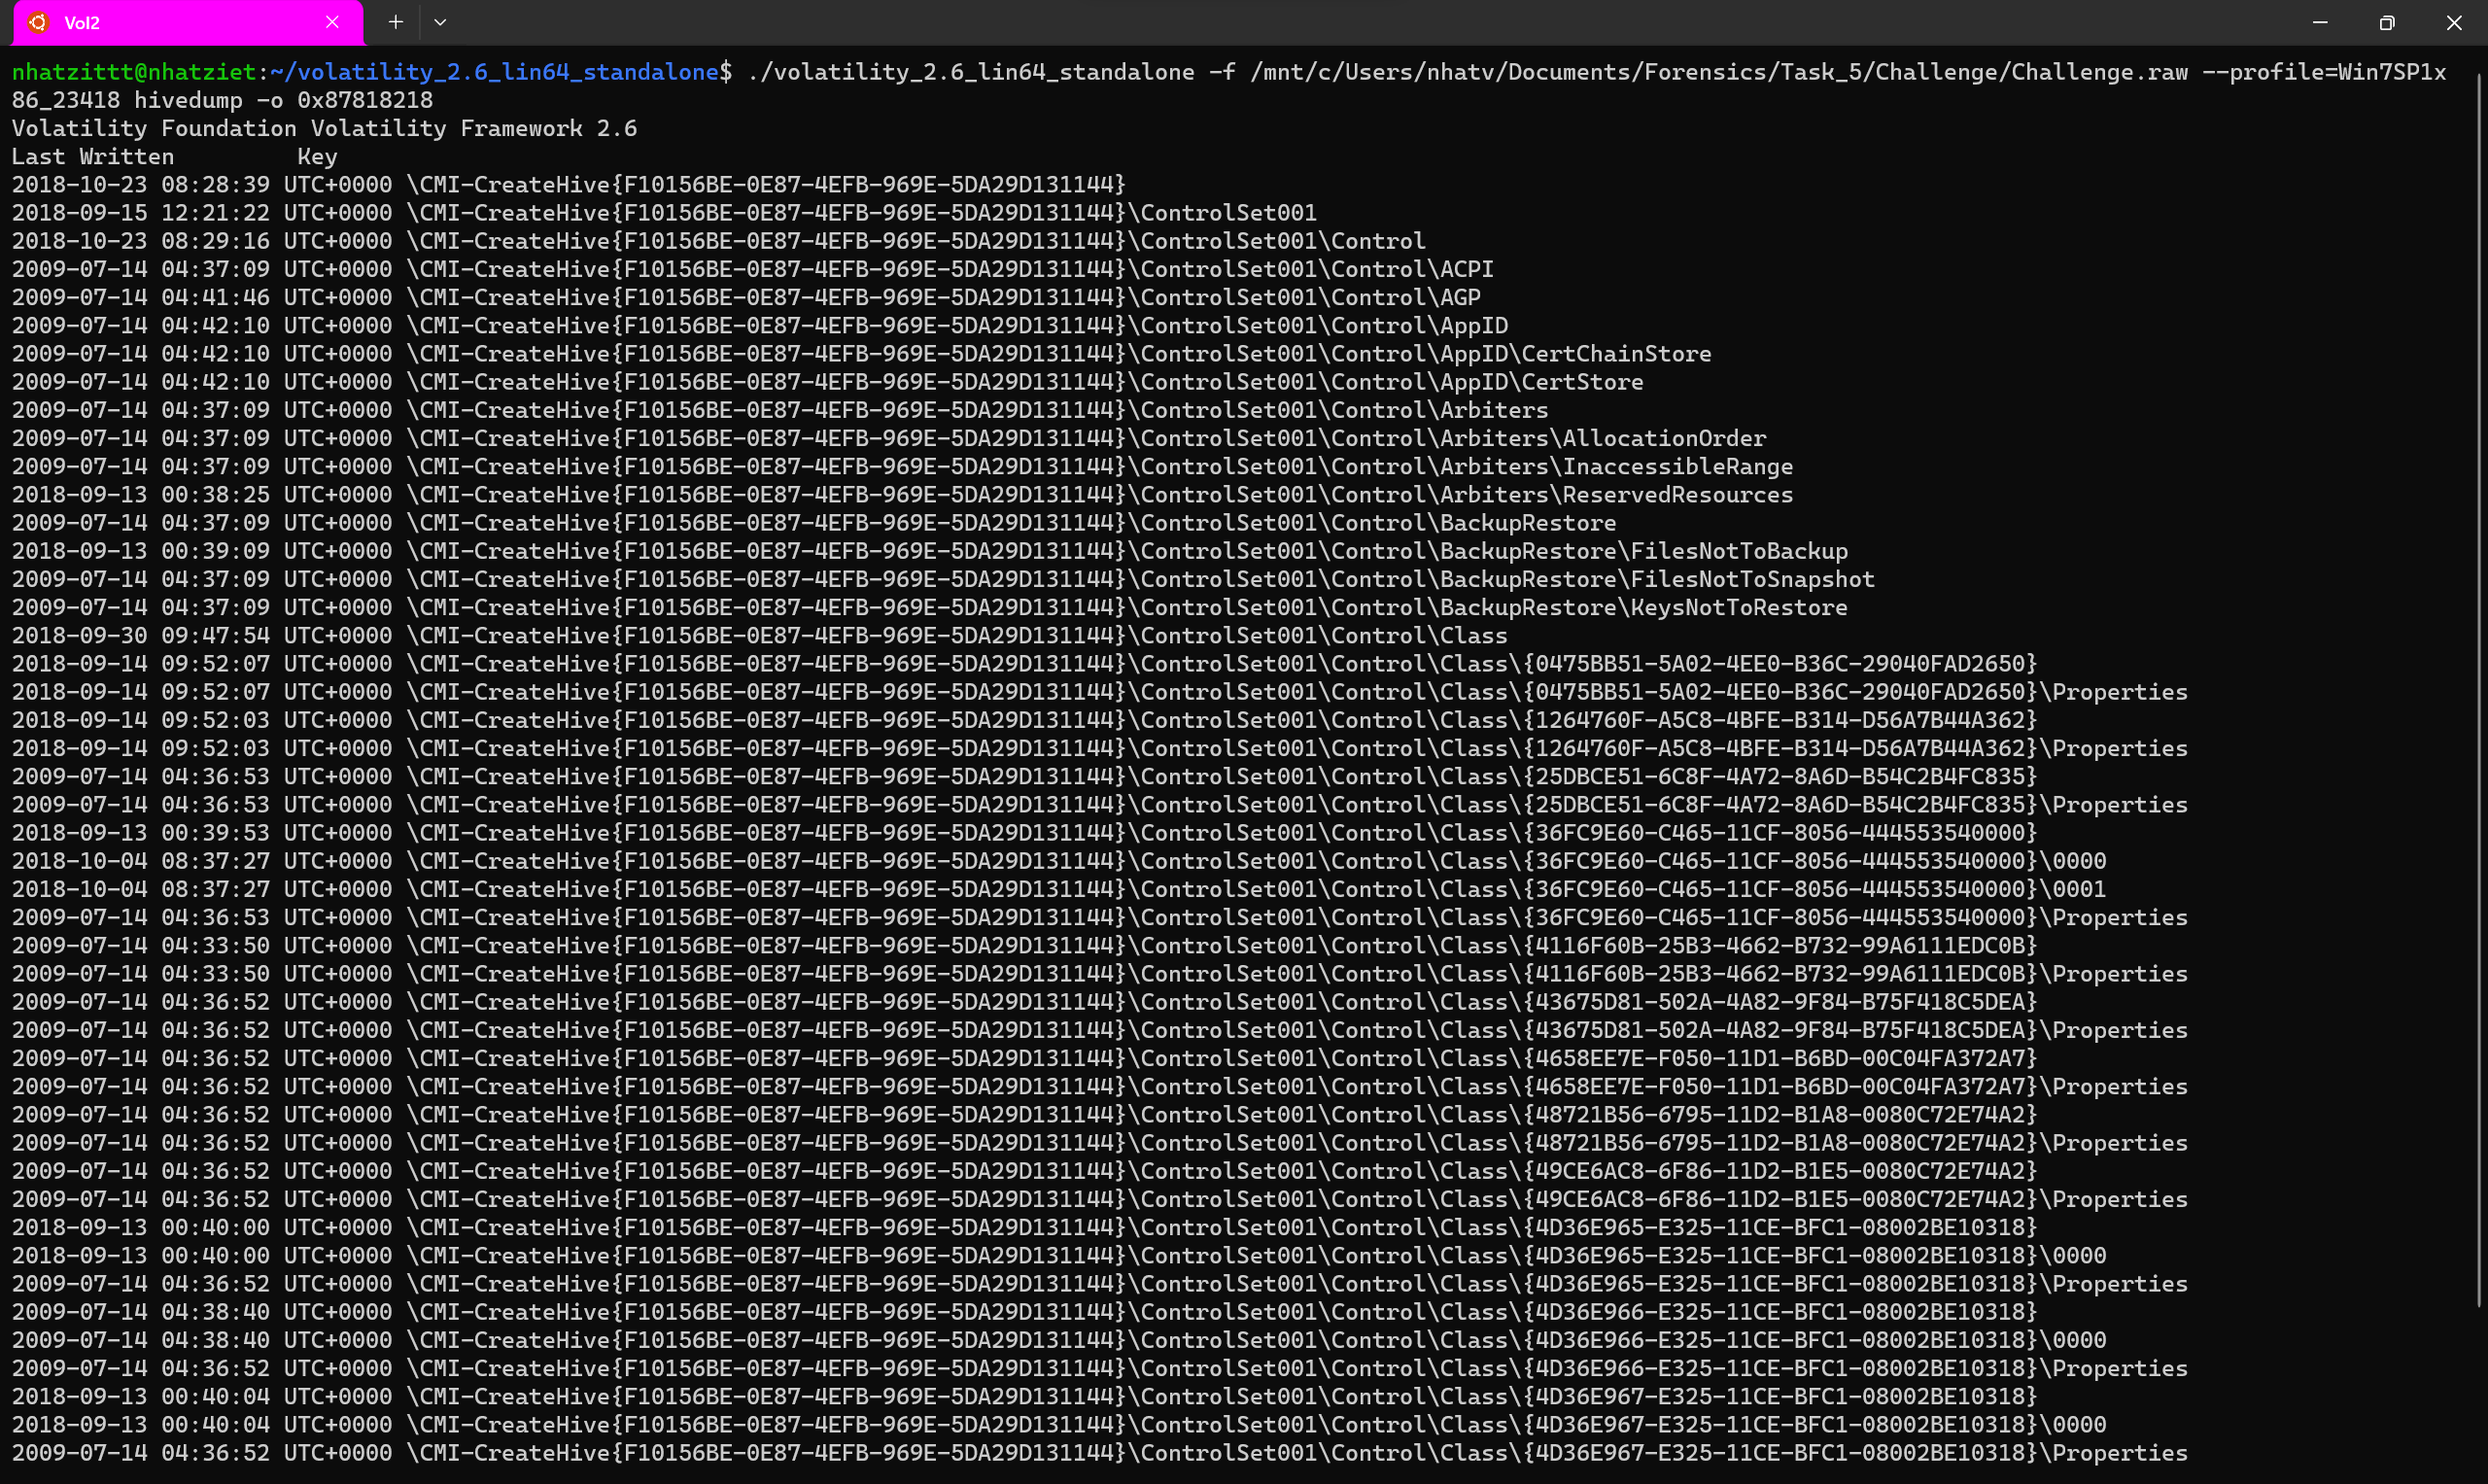 Vol2
nhatzittt@nhatziet:~/volatility_2.6_lin64_standalone$ ./volatility_2.6_lin64_standalone -f /mnt/c/Users/nhatv/Documents/Forensics/Task_5/Challenge/Challenge.raw --profile=Win7SP1x
86_23418 hivedump -o 0x87818218
Volatility Foundation Volatility Framework 2.6
Last Written         Key
2018-10-23 08:28:39 UTC+0000 \CMI-CreateHive{F10156BE-0E87-4EFB-969E-5DA29D131144}
2018-09-15 12:21:22 UTC+0000 \CMI-CreateHive{F10156BE-0E87-4EFB-969E-5DA29D131144}\ControlSet001
2018-10-23 08:29:16 UTC+0000 \CMI-CreateHive{F10156BE-0E87-4EFB-969E-5DA29D131144}\ControlSet001\Control
2009-07-14 04:37:09 UTC+0000 \CMI-CreateHive{F10156BE-0E87-4EFB-969E-5DA29D131144}\ControlSet001\Control\ACPI
2009-07-14 04:41:46 UTC+0000 \CMI-CreateHive{F10156BE-0E87-4EFB-969E-5DA29D131144}\ControlSet001\Control\AGP
2009-07-14 04:42:10 UTC+0000 \CMI-CreateHive{F10156BE-0E87-4EFB-969E-5DA29D131144}\ControlSet001\Control\AppID
2009-07-14 04:42:10 UTC+0000 \CMI-CreateHive{F10156BE-0E87-4EFB-969E-5DA29D131144}\ControlSet001\Control\AppID\CertChainStore
2009-07-14 04:42:10 UTC+0000 \CMI-CreateHive{F10156BE-0E87-4EFB-969E-5DA29D131144}\ControlSet001\Control\AppID\CertStore
2009-07-14 04:37:09 UTC+0000 \CMI-CreateHive{F10156BE-0E87-4EFB-969E-5DA29D131144}\ControlSet001\Control\Arbiters
2009-07-14 04:37:09 UTC+0000 \CMI-CreateHive{F10156BE-0E87-4EFB-969E-5DA29D131144}\ControlSet001\Control\Arbiters\AllocationOrder
2009-07-14 04:37:09 UTC+0000 \CMI-CreateHive{F10156BE-0E87-4EFB-969E-5DA29D131144}\ControlSet001\Control\Arbiters\InaccessibleRange
2018-09-13 00:38:25 UTC+0000 \CMI-CreateHive{F10156BE-0E87-4EFB-969E-5DA29D131144}\ControlSet001\Control\Arbiters\ReservedResources
2009-07-14 04:37:09 UTC+0000 \CMI-CreateHive{F10156BE-0E87-4EFB-969E-5DA29D131144}\ControlSet001\Control\BackupRestore
2018-09-13 00:39:09 UTC+0000 \CMI-CreateHive{F10156BE-0E87-4EFB-969E-5DA29D131144}\ControlSet001\Control\BackupRestore\FilesNotToBackup
2009-07-14 04:37:09 UTC+0000 \CMI-CreateHive{F10156BE-0E87-4EFB-969E-5DA29D131144}\ControlSet001\Control\BackupRestore\FilesNotToSnapshot
2009-07-14 04:37:09 UTC+0000 \CMI-CreateHive{F10156BE-0E87-4EFB-969E-5DA29D131144}\ControlSet001\Control\BackupRestore\KeysNotToRestore
2018-09-30 09:47:54 UTC+0000 \CMI-CreateHive{F10156BE-0E87-4EFB-969E-5DA29D131144}\ControlSet001\Control\Class
2018-09-14 09:52:07 UTC+0000 \CMI-CreateHive{F10156BE-0E87-4EFB-969E-5DA29D131144}\ControlSet001\Control\Class\{0475BB51-5A02-4EE0-B36C-29040FAD2650}
2018-09-14 09:52:07 UTC+0000 \CMI-CreateHive{F10156BE-0E87-4EFB-969E-5DA29D131144}\ControlSet001\Control\Class\{0475BB51-5A02-4EE0-B36C-29040FAD2650}\Properties
2018-09-14 09:52:03 UTC+0000 \CMI-CreateHive{F10156BE-0E87-4EFB-969E-5DA29D131144}\ControlSet001\Control\Class\{1264760F-A5C8-4BFE-B314-D56A7B44A362}
2018-09-14 09:52:03 UTC+0000 \CMI-CreateHive{F10156BE-0E87-4EFB-969E-5DA29D131144}\ControlSet001\Control\Class\{1264760F-A5C8-4BFE-B314-D56A7B44A362}\Properties
2009-07-14 04:36:53 UTC+0000 \CMI-CreateHive{F10156BE-0E87-4EFB-969E-5DA29D131144}\ControlSet001\Control\Class\{25DBCE51-6C8F-4A72-8A6D-B54C2B4FC835}
2009-07-14 04:36:53 UTC+0000 \CMI-CreateHive{F10156BE-0E87-4EFB-969E-5DA29D131144}\ControlSet001\Control\Class\{25DBCE51-6C8F-4A72-8A6D-B54C2B4FC835}\Properties
2018-09-13 00:39:53 UTC+0000 \CMI-CreateHive{F10156BE-0E87-4EFB-969E-5DA29D131144}\ControlSet001\Control\Class\{36FC9E60-C465-11CF-8056-444553540000}
2018-10-04 08:37:27 UTC+0000 \CMI-CreateHive{F10156BE-0E87-4EFB-969E-5DA29D131144}\ControlSet001\Control\Class\{36FC9E60-C465-11CF-8056-444553540000}\0000
2018-10-04 08:37:27 UTC+0000 \CMI-CreateHive{F10156BE-0E87-4EFB-969E-5DA29D131144}\ControlSet001\Control\Class\{36FC9E60-C465-11CF-8056-444553540000}\0001
2009-07-14 04:36:53 UTC+0000 \CMI-CreateHive{F10156BE-0E87-4EFB-969E-5DA29D131144}\ControlSet001\Control\Class\{36FC9E60-C465-11CF-8056-444553540000}\Properties
2009-07-14 04:33:50 UTC+0000 \CMI-CreateHive{F10156BE-0E87-4EFB-969E-5DA29D131144}\ControlSet001\Control\Class\{4116F60B-25B3-4662-B732-99A6111EDC0B}
2009-07-14 04:33:50 UTC+0000 \CMI-CreateHive{F10156BE-0E87-4EFB-969E-5DA29D131144}\ControlSet001\Control\Class\{4116F60B-25B3-4662-B732-99A6111EDC0B}\Properties
2009-07-14 04:36:52 UTC+0000 \CMI-CreateHive{F10156BE-0E87-4EFB-969E-5DA29D131144}\ControlSet001\Control\Class\{43675D81-502A-4A82-9F84-B75F418C5DEA}
2009-07-14 04:36:52 UTC+0000 \CMI-CreateHive{F10156BE-0E87-4EFB-969E-5DA29D131144}\ControlSet001\Control\Class\{43675D81-502A-4A82-9F84-B75F418C5DEA}\Properties
2009-07-14 04:36:52 UTC+0000 \CMI-CreateHive{F10156BE-0E87-4EFB-969E-5DA29D131144}\ControlSet001\Control\Class\{4658EE7E-F050-11D1-B6BD-00C04FA372A7}
2009-07-14 04:36:52 UTC+0000 \CMI-CreateHive{F10156BE-0E87-4EFB-969E-5DA29D131144}\ControlSet001\Control\Class\{4658EE7E-F050-11D1-B6BD-00C04FA372A7}\Properties
2009-07-14 04:36:52 UTC+0000 \CMI-CreateHive{F10156BE-0E87-4EFB-969E-5DA29D131144}\ControlSet001\Control\Class\{48721B56-6795-11D2-B1A8-0080C72E74A2}
2009-07-14 04:36:52 UTC+0000 \CMI-CreateHive{F10156BE-0E87-4EFB-969E-5DA29D131144}\ControlSet001\Control\Class\{48721B56-6795-11D2-B1A8-0080C72E74A2}\Properties
2009-07-14 04:36:52 UTC+0000 \CMI-CreateHive{F10156BE-0E87-4EFB-969E-5DA29D131144}\ControlSet001\Control\Class\{49CE6AC8-6F86-11D2-B1E5-0080C72E74A2}
2009-07-14 04:36:52 UTC+0000 \CMI-CreateHive{F10156BE-0E87-4EFB-969E-5DA29D131144}\ControlSet001\Control\Class\{49CE6AC8-6F86-11D2-B1E5-0080C72E74A2}\Properties
2018-09-13 00:40:00 UTC+0000 \CMI-CreateHive{F10156BE-0E87-4EFB-969E-5DA29D131144}\ControlSet001\Control\Class\{4D36E965-E325-11CE-BFC1-08002BE10318}
2018-09-13 00:40:00 UTC+0000 \CMI-CreateHive{F10156BE-0E87-4EFB-969E-5DA29D131144}\ControlSet001\Control\Class\{4D36E965-E325-11CE-BFC1-08002BE10318}\0000
2009-07-14 04:36:52 UTC+0000 \CMI-CreateHive{F10156BE-0E87-4EFB-969E-5DA29D131144}\ControlSet001\Control\Class\{4D36E965-E325-11CE-BFC1-08002BE10318}\Properties
2009-07-14 04:38:40 UTC+0000 \CMI-CreateHive{F10156BE-0E87-4EFB-969E-5DA29D131144}\ControlSet001\Control\Class\{4D36E966-E325-11CE-BFC1-08002BE10318}
2009-07-14 04:38:40 UTC+0000 \CMI-CreateHive{F10156BE-0E87-4EFB-969E-5DA29D131144}\ControlSet001\Control\Class\{4D36E966-E325-11CE-BFC1-08002BE10318}\0000
2009-07-14 04:36:52 UTC+0000 \CMI-CreateHive{F10156BE-0E87-4EFB-969E-5DA29D131144}\ControlSet001\Control\Class\{4D36E966-E325-11CE-BFC1-08002BE10318}\Properties
2018-09-13 00:40:04 UTC+0000 \CMI-CreateHive{F10156BE-0E87-4EFB-969E-5DA29D131144}\ControlSet001\Control\Class\{4D36E967-E325-11CE-BFC1-08002BE10318}
2018-09-13 00:40:04 UTC+0000 \CMI-CreateHive{F10156BE-0E87-4EFB-969E-5DA29D131144}\ControlSet001\Control\Class\{4D36E967-E325-11CE-BFC1-08002BE10318}\0000
2009-07-14 04:36:52 UTC+0000 \CMI-CreateHive{F10156BE-0E87-4EFB-969E-5DA29D131144}\ControlSet001\Control\Class\{4D36E967-E325-11CE-BFC1-08002BE10318}\Properties